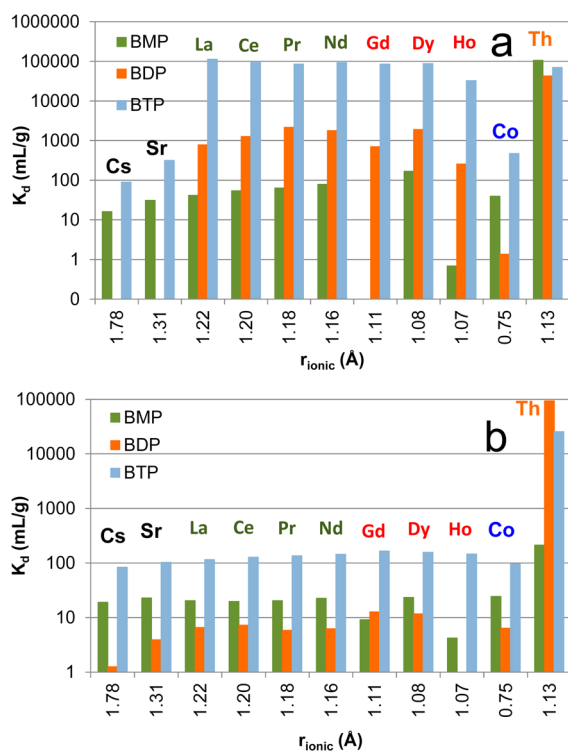 1000000
100000
10000
1000
100
10
1
0
K_d (mL/g)
BMP
BDP
BTP
a
Cs Sr La Ce Pr Nd Gd Dy Ho Co Th
1.78 1.31 1.22 1.20 1.18 1.16 1.11 1.08 1.07 0.75 1.13
r_ionic (Å)
100000
10000
1000
100
10
1
K_d (mL/g)
BMP
BDP
BTP
b
Cs Sr La Ce Pr Nd Gd Dy Ho Co Th
1.78 1.31 1.22 1.20 1.18 1.16 1.11 1.08 1.07 0.75 1.13
r_ionic (Å)